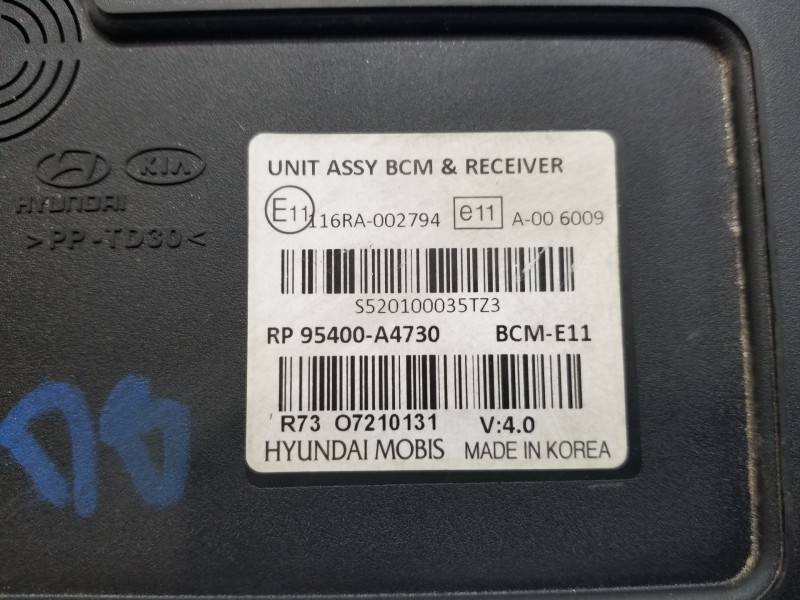 KIA
HYUNDAI
>PP-TD30<
UNIT ASSY BCM & RECEIVER
E11 116RA-002794 e11 A-00 6009
S520100035TZ3
RP 95400-A4730 BCM-E11
R73 O7210131 V:4.0
HYUNDAI MOBIS MADE IN KOREA